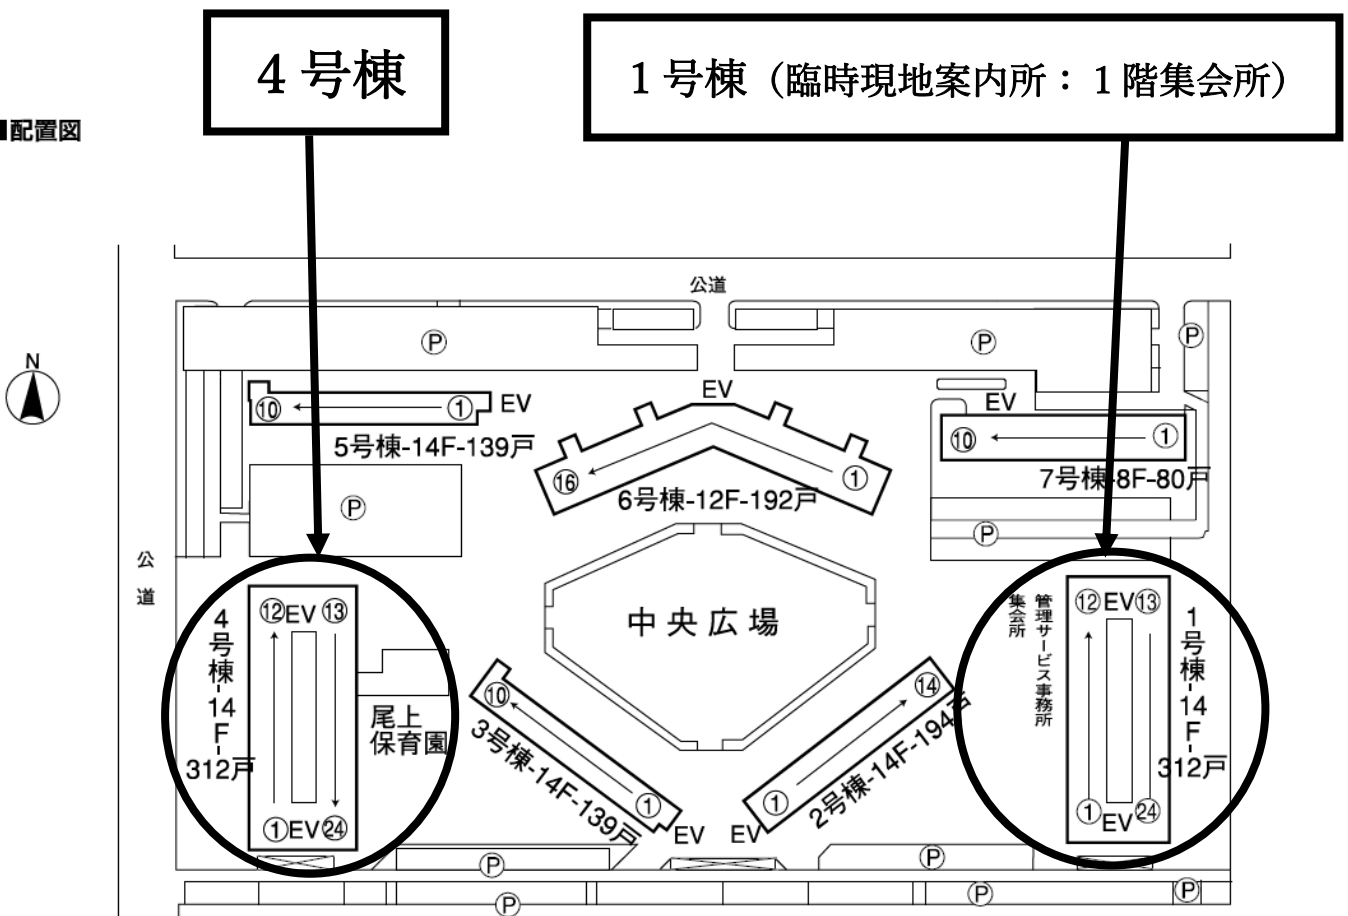 4号棟
1号棟（臨時現地案内所：1階集会所）
■配置図
N
公道
Ⓟ
Ⓟ
Ⓟ
⑩
①
EV
5号棟-14F-139戸
EV
⑯
①
6号棟-12F-192戸
EV
⑩
①
7号棟-8F-80戸
Ⓟ
Ⓟ
公道
中央広場
4号棟-14F-312戸
⑫EV⑬
①EV㉔
尾上
保育園
⑩
①
3号棟-14F-139戸
EV
⑭
①
2号棟-14F-194戸
EV
管理サービス事務所
集会所
⑫EV⑬
①EV㉔
1号棟-14F-312戸
Ⓟ
Ⓟ
Ⓟ
Ⓟ
Ⓟ